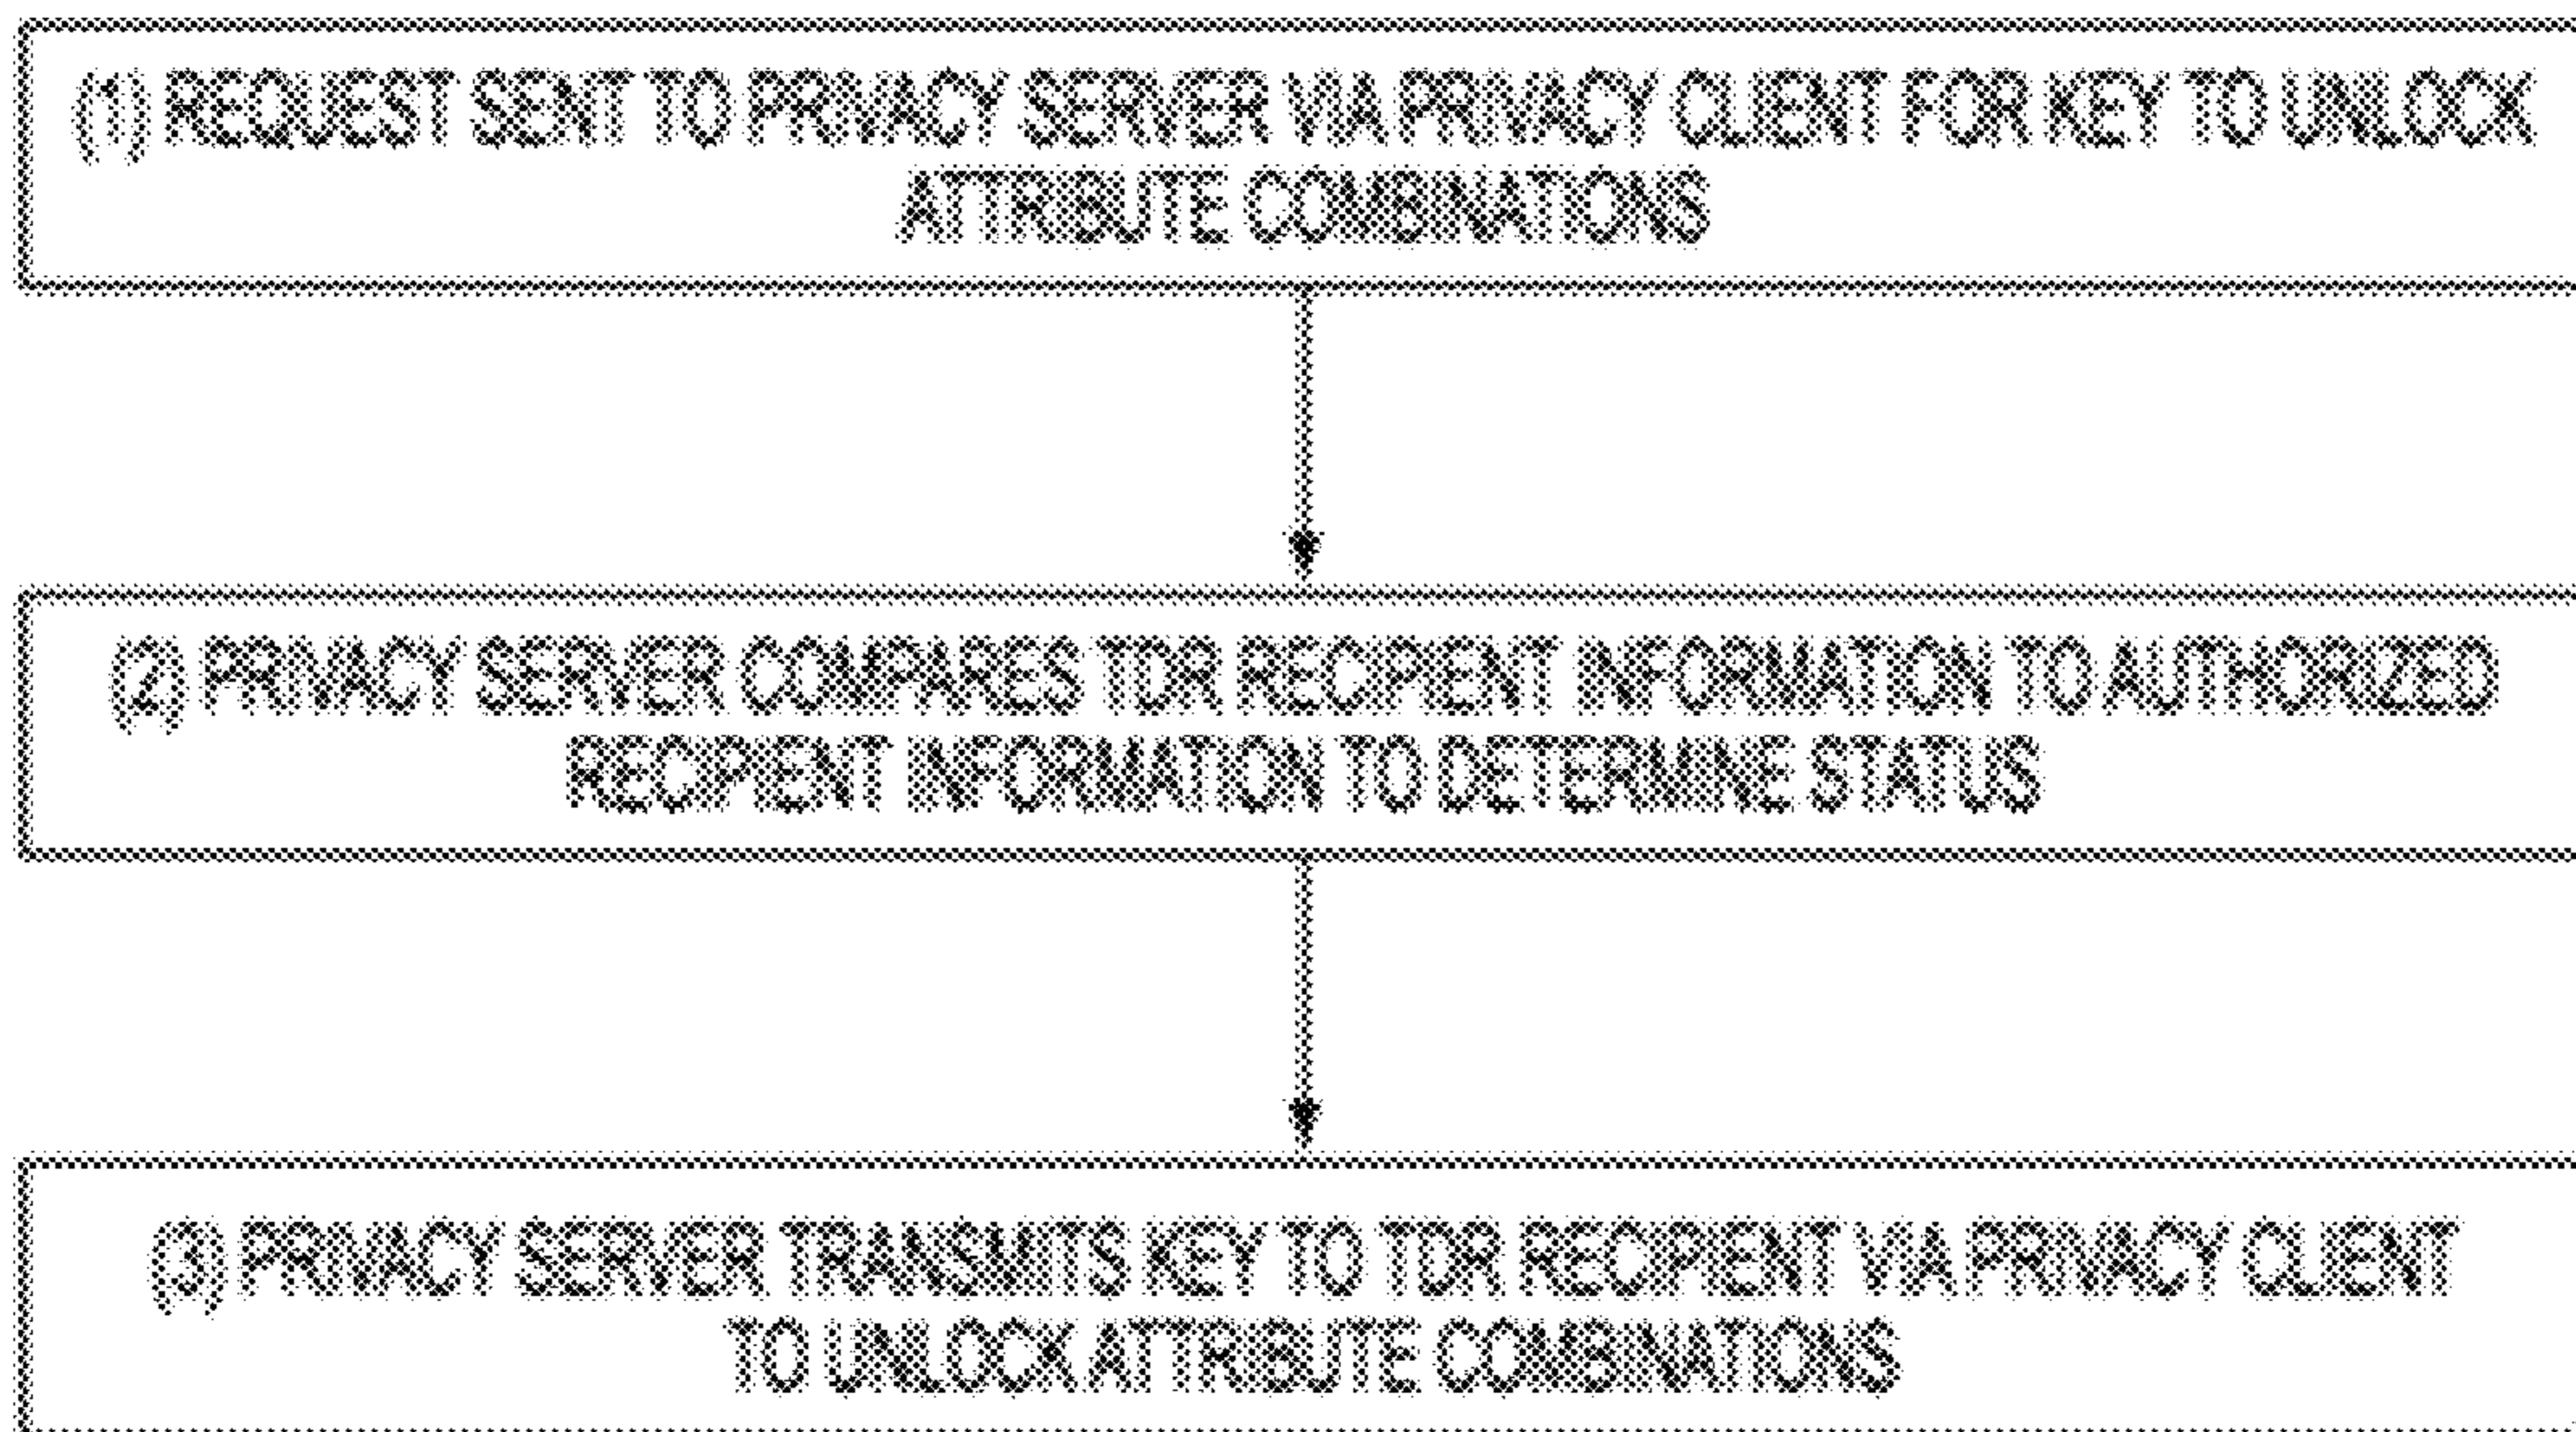 (1) REQUEST SENT TO PRIVACY SERVER VIA PRIVACY CLIENT FOR KEY TO UNLOCK
ATTRIBUTE COMBINATIONS
(2) PRIVACY SERVER COMPARES TDR RECIPIENT INFORMATION TO AUTHORIZED
RECIPIENT INFORMATION TO DETERMINE STATUS
(3) PRIVACY SERVER TRANSMITS KEY TO TDR RECIPIENT VIA PRIVACY CLIENT
TO UNLOCK ATTRIBUTE COMBINATIONS